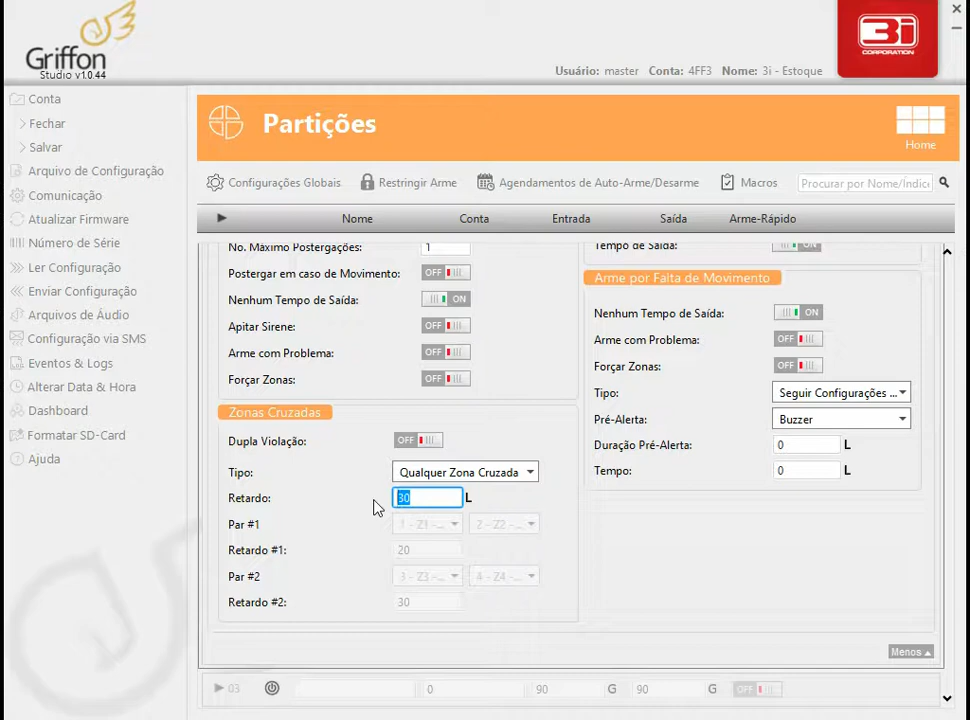 Griffon
Studio v1.0.44
3i
CORPORATION
Usuário: master Conta: 4FF3 Nome: 3i - Estoque
Conta
Fechar
Salvar
Arquivo de Configuração
Comunicação
Atualizar Firmware
Número de Série
Ler Configuração
Enviar Configuração
Arquivos de Áudio
Configuração via SMS
Eventos & Logs
Alterar Data & Hora
Dashboard
Formatar SD-Card
Ajuda
Partições
Home
Configurações Globais
Restringir Arme
Agendamentos de Auto-Arme/Desarme
Macros
Procurar por Nome/Índice
Nome Conta Entrada Saída Arme-Rápido
No. Máximo Postergações: 1
Postergar em caso de Movimento: OFF
Nenhum Tempo de Saída: ON
Apitar Sirene: OFF
Arme com Problema: OFF
Forçar Zonas: OFF
Zonas Cruzadas
Dupla Violação: OFF
Tipo: Qualquer Zona Cruzada
Retardo: 30 L
Par #1 1 - Z1 -... 2 - Z2 -...
Retardo #1: 20
Par #2 3 - Z3 -... 4 - Z4 -...
Retardo #2: 30
Tempo de Saída: ON
Arme por Falta de Movimento
Nenhum Tempo de Saída: ON
Arme com Problema: OFF
Forçar Zonas: OFF
Tipo: Seguir Configurações ...
Pré-Alerta: Buzzer
Duração Pré-Alerta: 0 L
Tempo: 0 L
Menos
03 0 90 G 90 G OFF